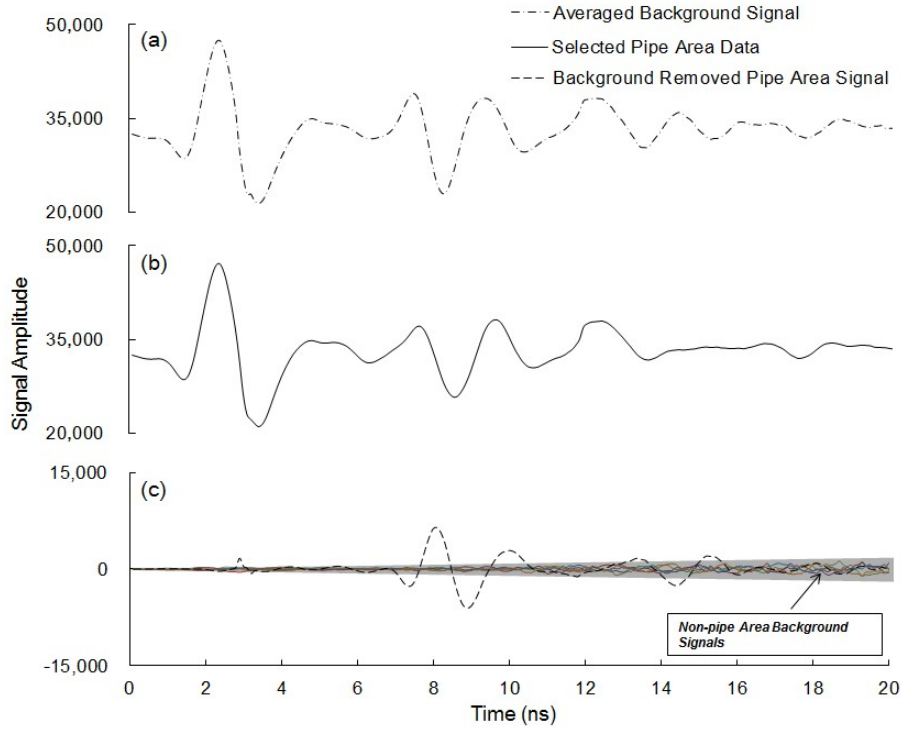 50,000
(a)
Averaged Background Signal
Selected Pipe Area Data
Background Removed Pipe Area Signal
35,000
20,000
50,000
(b)
35,000
20,000
Signal Amplitude
15,000
(c)
0
Non-pipe Area Background
Signals
-15,000
0 2 4 6 8 10 12 14 16 18 20
Time (ns)